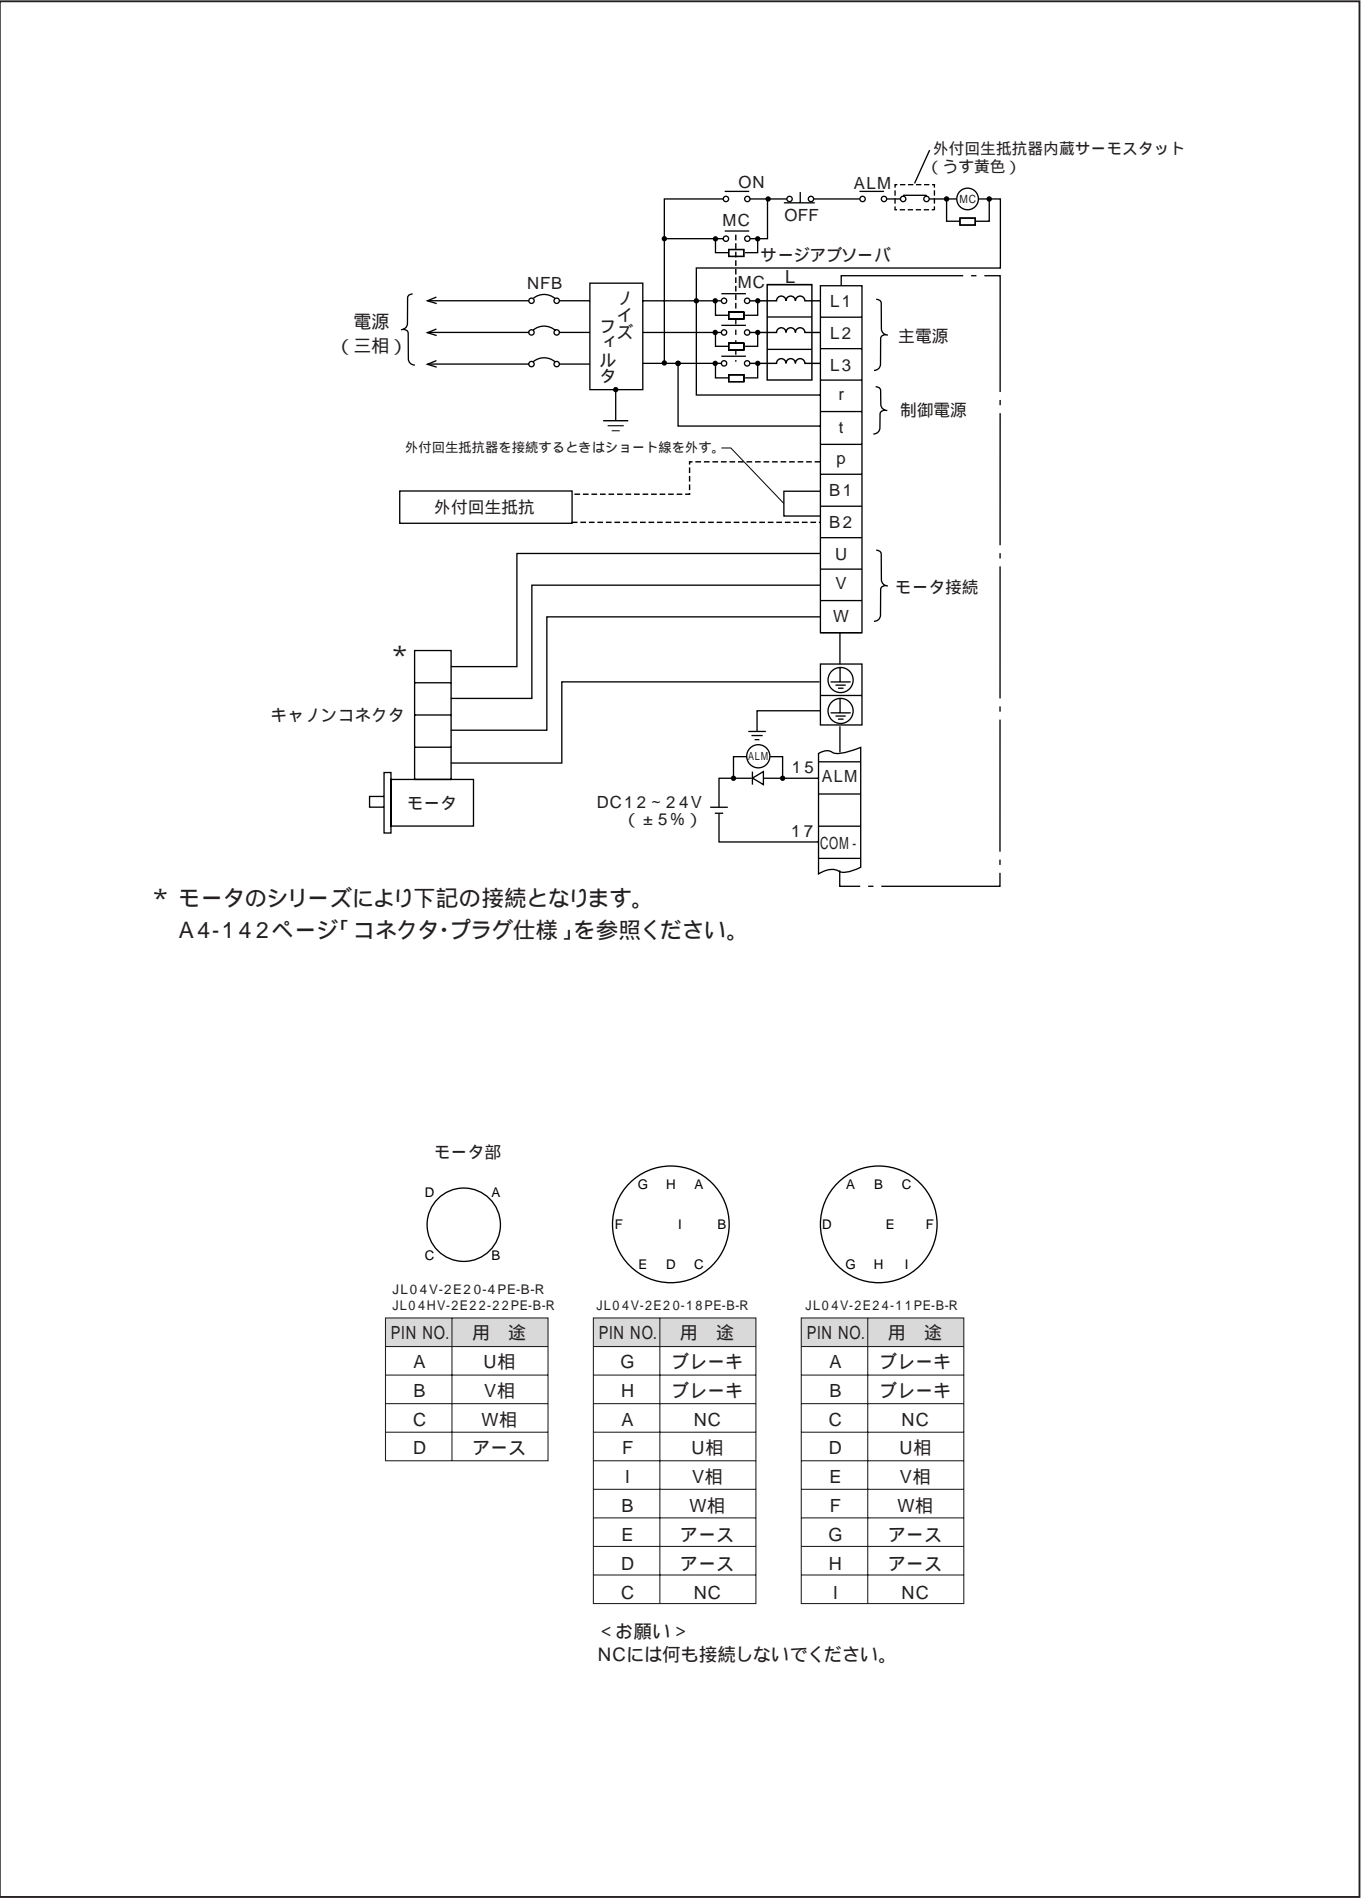 外付回生抵抗器内蔵サーモスタット
(うす黄色)
ON
OFF
ALM
MC
MC
サージアブソーバ
NFB
MC
L
電源
(三相)
ノイズ
フィルタ
L1
L2
L3
主電源
r
t
制御電源
外付回生抵抗器を接続するときはショート線を外す。
p
B1
B2
外付回生抵抗
U
V
W
モータ接続
*
キャノンコネクタ
モータ
ALM
15
ALM
DC12~24V
(±5%)
17
COM-
* モータのシリーズにより下記の接続となります。
A4-142ページ「コネクタ・プラグ仕様」を参照ください。
モータ部
D A
C B
JL04V-2E20-4PE-B-R
JL04HV-2E22-22PE-B-R
PIN NO. 用 途
A U相
B V相
C W相
D アース
G H A
F I B
E D C
JL04V-2E20-18PE-B-R
PIN NO. 用 途
G ブレーキ
H ブレーキ
A NC
F U相
I V相
B W相
E アース
D アース
C NC
A B C
D E F
G H I
JL04V-2E24-11PE-B-R
PIN NO. 用 途
A ブレーキ
B ブレーキ
C NC
D U相
E V相
F W相
G アース
H アース
I NC
<お願い>
NCには何も接続しないでください。